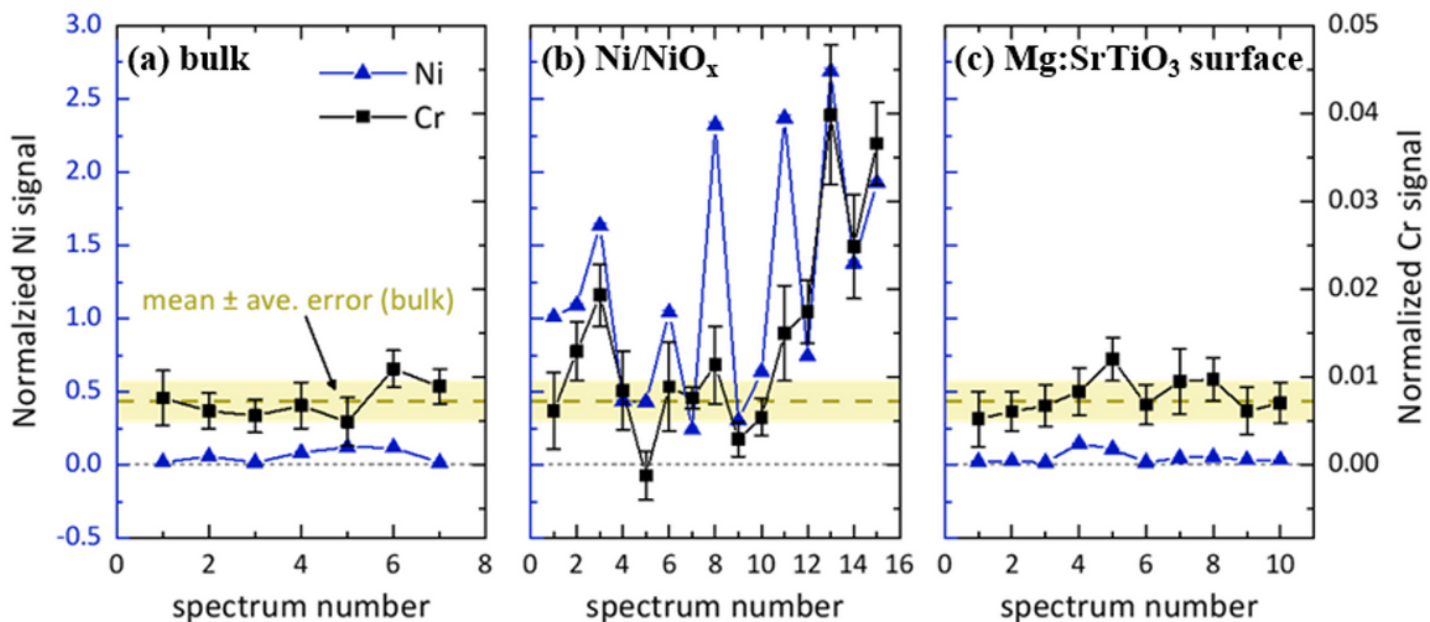 (a) bulk
Ni
Cr
mean ± ave. error (bulk)
(b) Ni/NiOx
(c) Mg:SrTiO3 surface
Normalzied Ni signal
3.0
2.5
2.0
1.5
1.0
0.5
0.0
-0.5
0 2 4 6 8
spectrum number
0 2 4 6 8 10 12 14 16
spectrum number
0 2 4 6 8 10
spectrum number
0.05
0.04
0.03
0.02
0.01
0.00
Normalized Cr signal